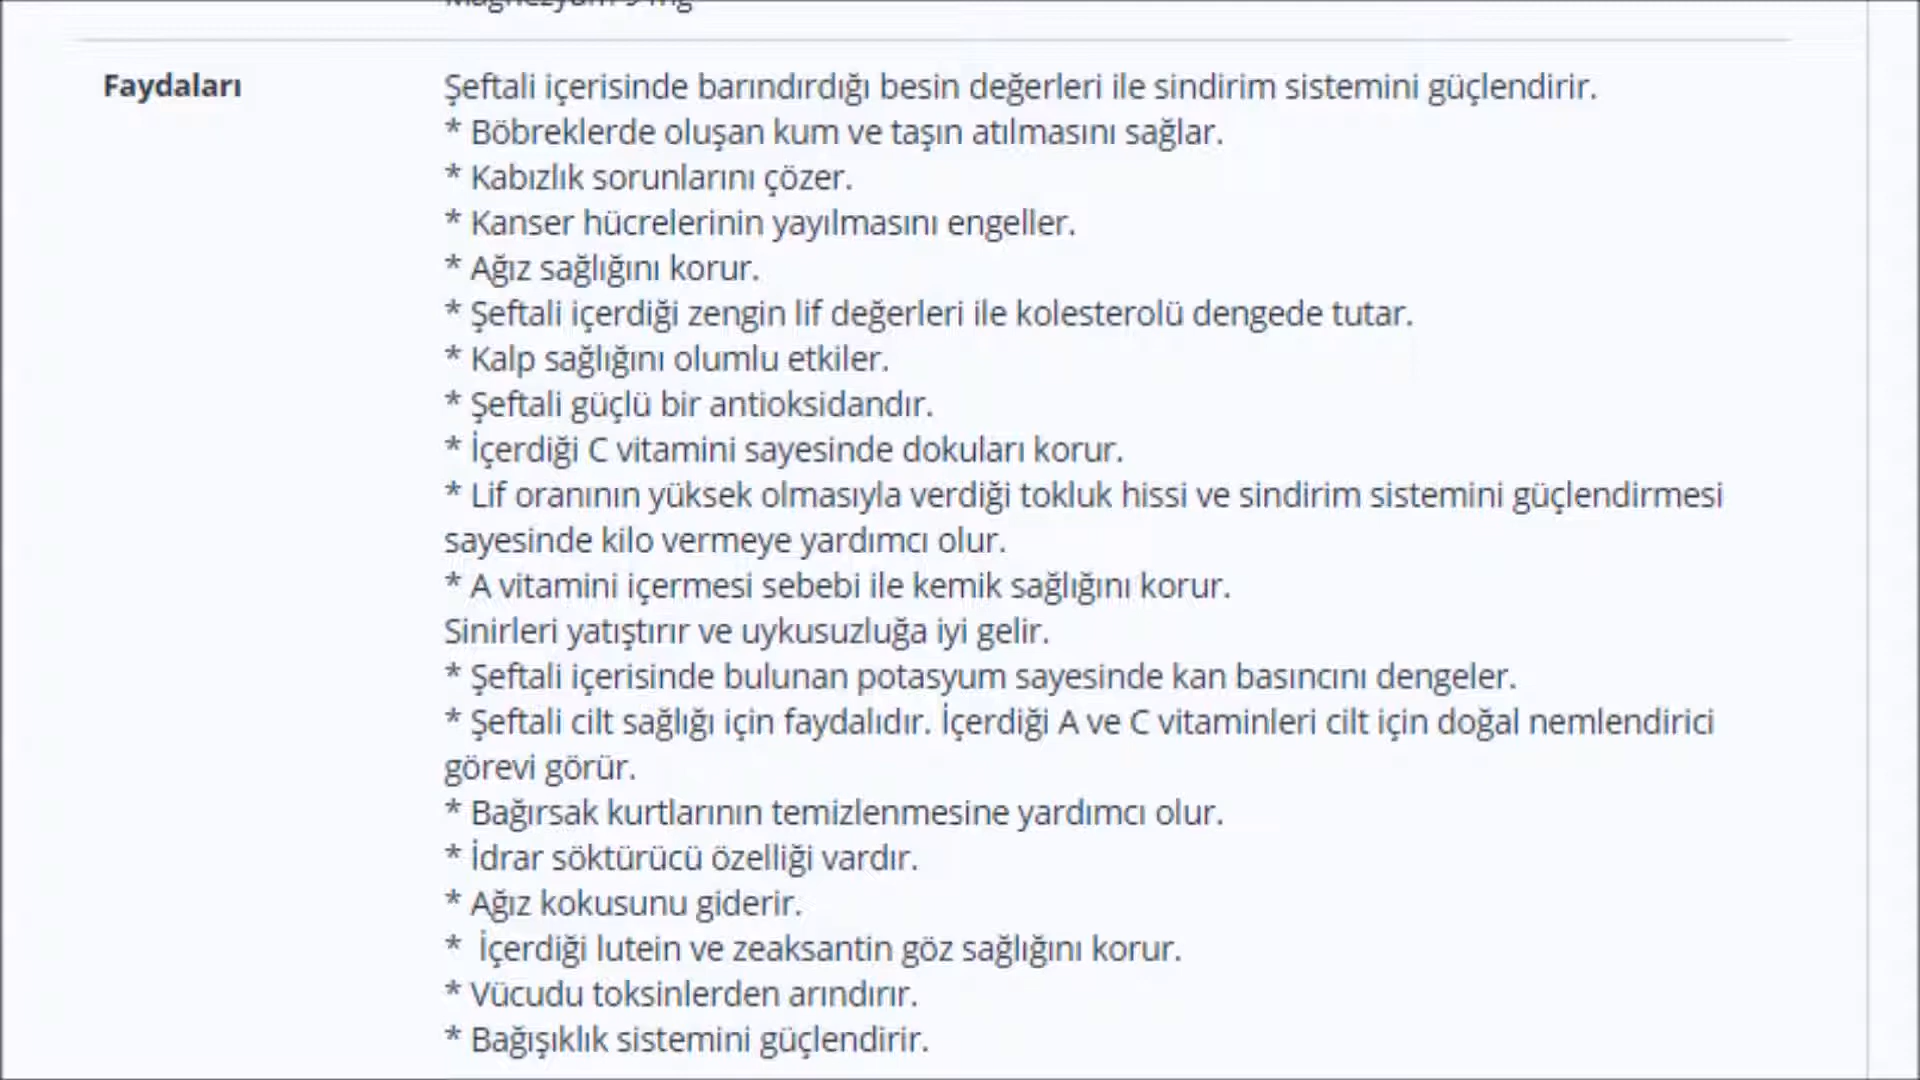 Faydaları
Şeftali içerisinde barındırdığı besin değerleri ile sindirim sistemini güçlendirir.
* Böbreklerde oluşan kum ve taşın atılmasını sağlar.
* Kabızlık sorunlarını çözer.
* Kanser hücrelerinin yayılmasını engeller.
* Ağız sağlığını korur.
* Şeftali içerdiği zengin lif değerleri ile kolesterolü dengede tutar.
* Kalp sağlığını olumlu etkiler.
* Şeftali güçlü bir antioksidandır.
* İçerdiği C vitamini sayesinde dokuları korur.
* Lif oranının yüksek olmasıyla verdiği tokluk hissi ve sindirim sistemini güçlendirmesi
sayesinde kilo vermeye yardımcı olur.
* A vitamini içermesi sebebi ile kemik sağlığını korur.
Sinirleri yatıştırır ve uykusuzluğa iyi gelir.
* Şeftali içerisinde bulunan potasyum sayesinde kan basıncını dengeler.
* Şeftali cilt sağlığı için faydalıdır. İçerdiği A ve C vitaminleri cilt için doğal nemlendirici
görevi görür.
* Bağırsak kurtlarının temizlenmesine yardımcı olur.
* İdrar söktürücü özelliği vardır.
* Ağız kokusunu giderir.
*  İçerdiği lutein ve zeaksantin göz sağlığını korur.
* Vücudu toksinlerden arındırır.
* Bağışıklık sistemini güçlendirir.